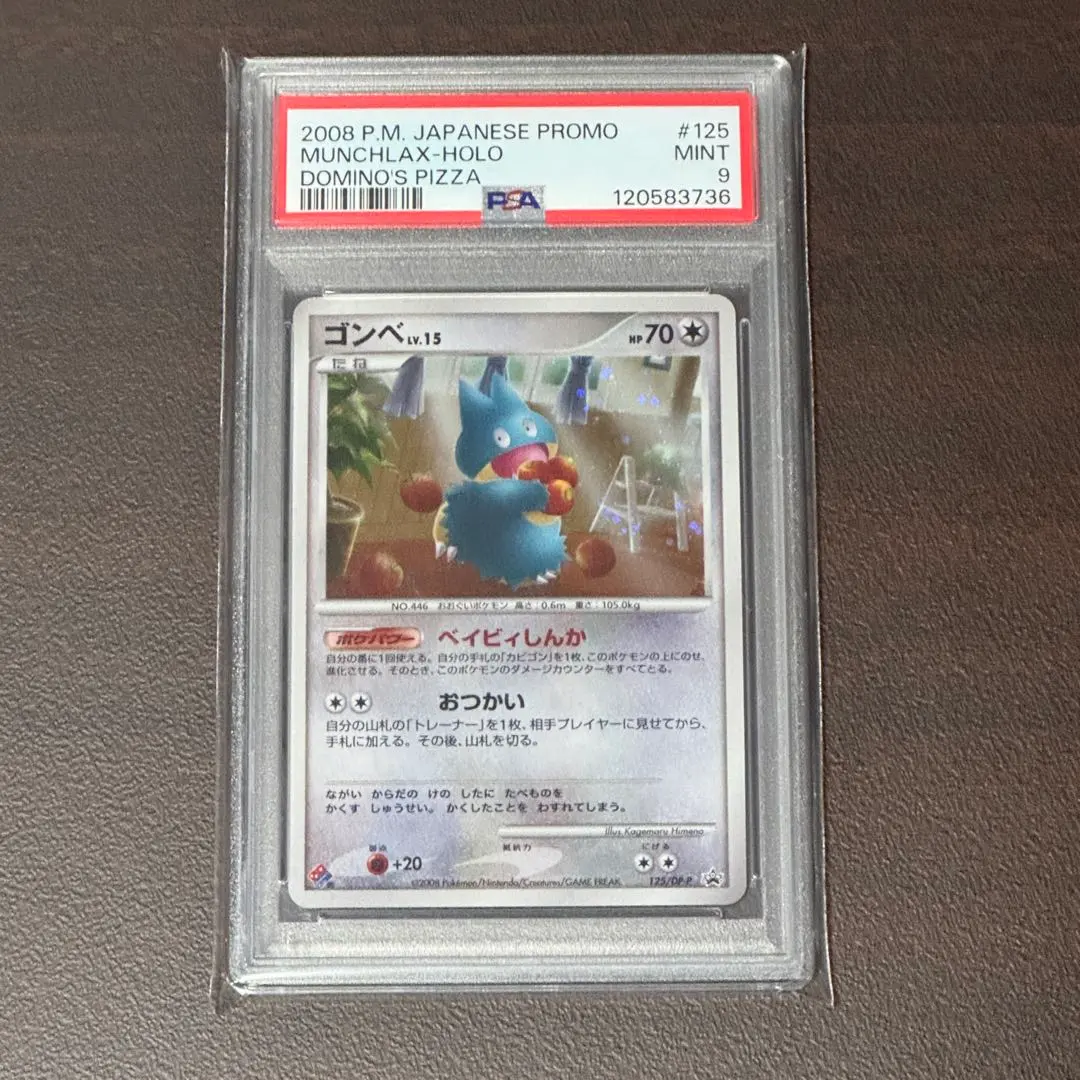 2008 P.M. JAPANESE PROMO #125
MUNCHLAX-HOLO MINT
DOMINO'S PIZZA 9
PSA 120583736
ゴンベ LV.15 HP 70
たね
NO.446 おおぐいポケモン 高さ:0.6m 重さ:105.0kg
ポケパワー ベイビィしんか
自分の番に1回使える。自分の手札の「カビゴン」を1枚、このポケモンの上にのせ、
進化させる。そのとき、このポケモンのダメージカウンターをすべてとる。
おつかい
自分の山札の「トレーナー」を1枚、相手プレイヤーに見せてから、
手札に加える。その後、山札を切る。
ながい からだの けの したに たべものを
かくす しゅうせい。かくしたことを わすれてしまう。
Illus. Kagemaru Himeno
弱点 抵抗力 にげる
+20
©2008 Pokémon/Nintendo/Creatures/GAME FREAK. 125/DP-P